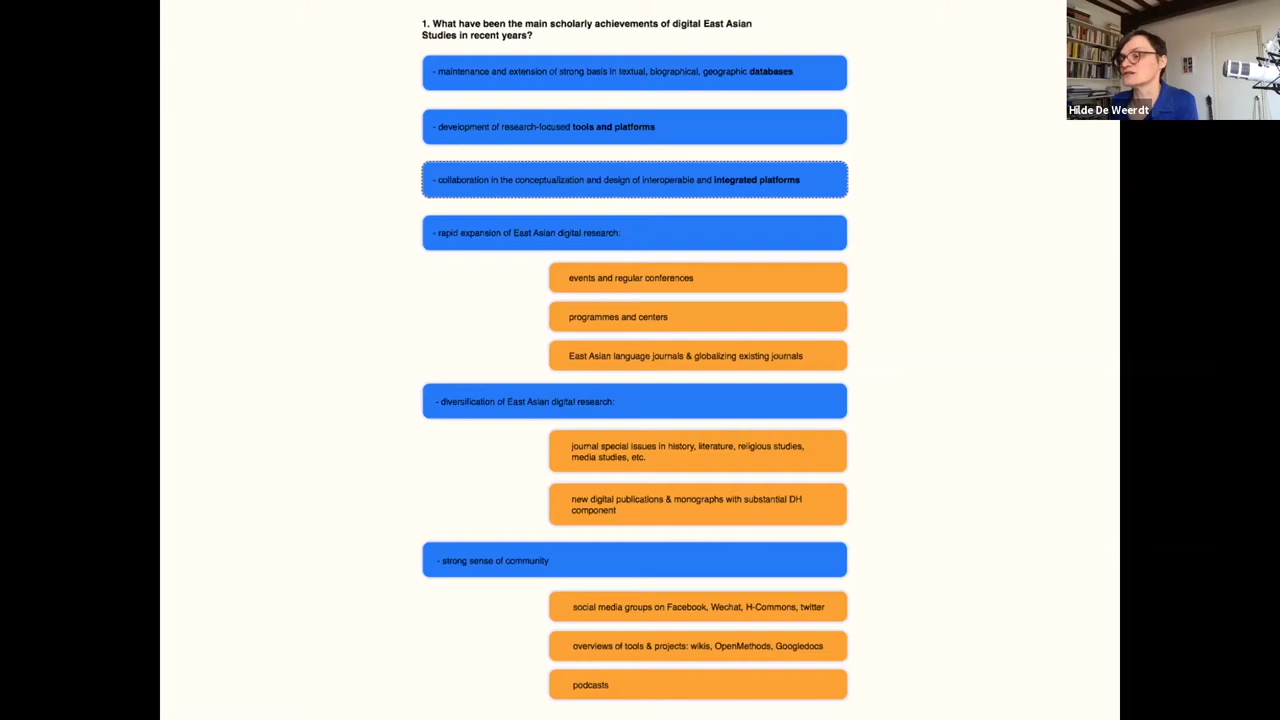 1. What have been the main scholarly achievements of digital East Asian
Studies in recent years?
- maintenance and extension of strong basis in textual, biographical, geographic databases
- development of research-focused tools and platforms
- collaboration in the conceptualization and design of interoperable and integrated platforms
- rapid expansion of East Asian digital research:
events and regular conferences
programmes and centers
East Asian language journals & globalizing existing journals
- diversification of East Asian digital research:
journal special issues in history, literature, religious studies,
media studies, etc.
new digital publications & monographs with substantial DH
component
- strong sense of community
social media groups on Facebook, Wechat, H-Commons, twitter
overviews of tools & projects: wikis, OpenMethods, Googledocs
podcasts
Hilde De Weerdt